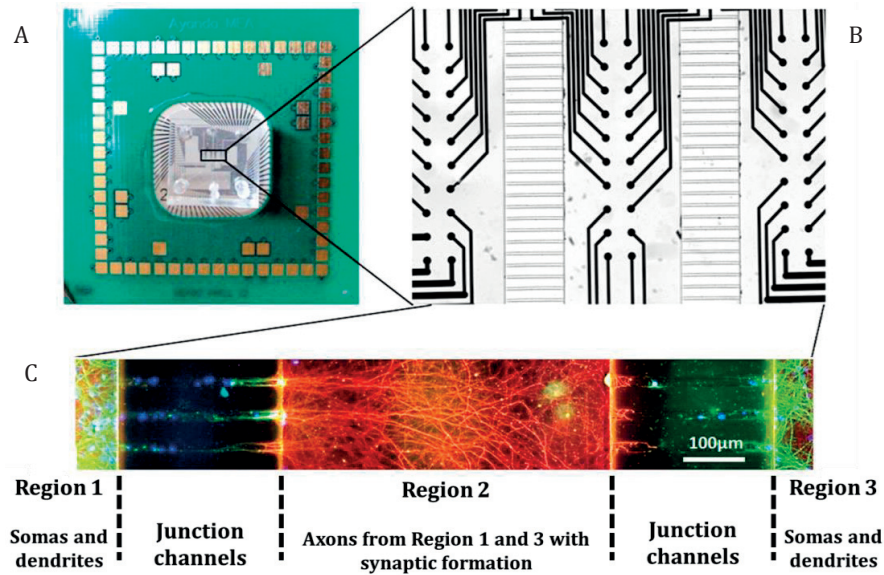 A
B
2
C
100µm
Region 1
Region 2
Region 3
Somas and
dendrites
Junction
channels
Axons from Region 1 and 3 with
synaptic formation
Junction
channels
Somas and
dendrites